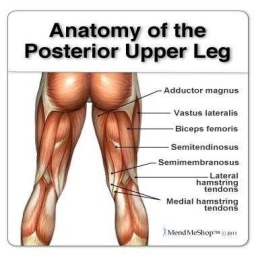 Anatomy of the
Posterior Upper Leg
Adductor magnus
Vastus lateralis
Biceps femoris
Semitendinosus
Semimembranosus
Lateral
hamstring
tendons
Medial hamstring
tendons
MendMeShop™ © 2011